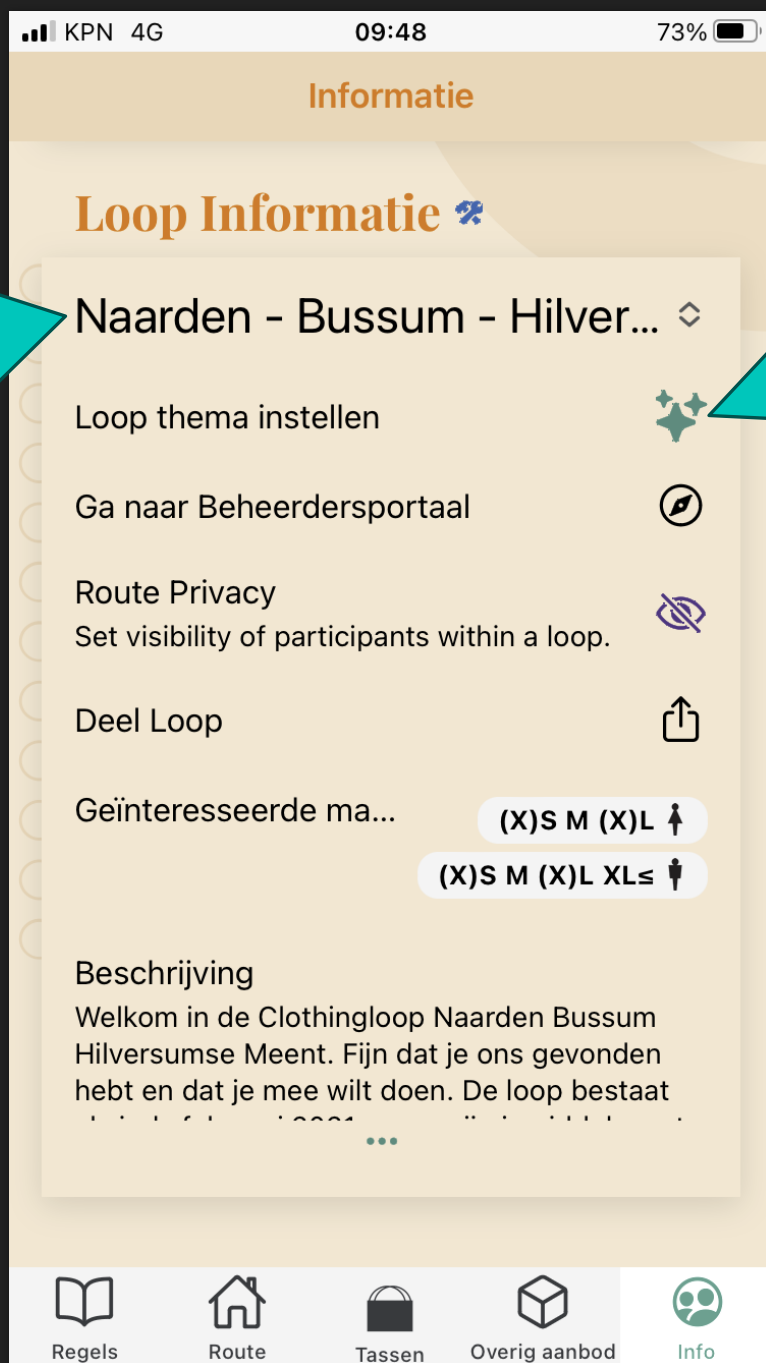 KPN 4G 09:48 73%
Informatie
Loop Informatie
Naarden - Bussum - Hilver...
Loop thema instellen
Ga naar Beheerdersportaal
Route Privacy
Set visibility of participants within a loop.
Deel Loop
Geïnteresseerde ma...
(X)S M (X)L
(X)S M (X)L XL≤
Beschrijving
Welkom in de Clothingloop Naarden Bussum
Hilversumse Meent. Fijn dat je ons gevonden
hebt en dat je mee wilt doen. De loop bestaat
Regels Route Tassen Overig aanbod Info